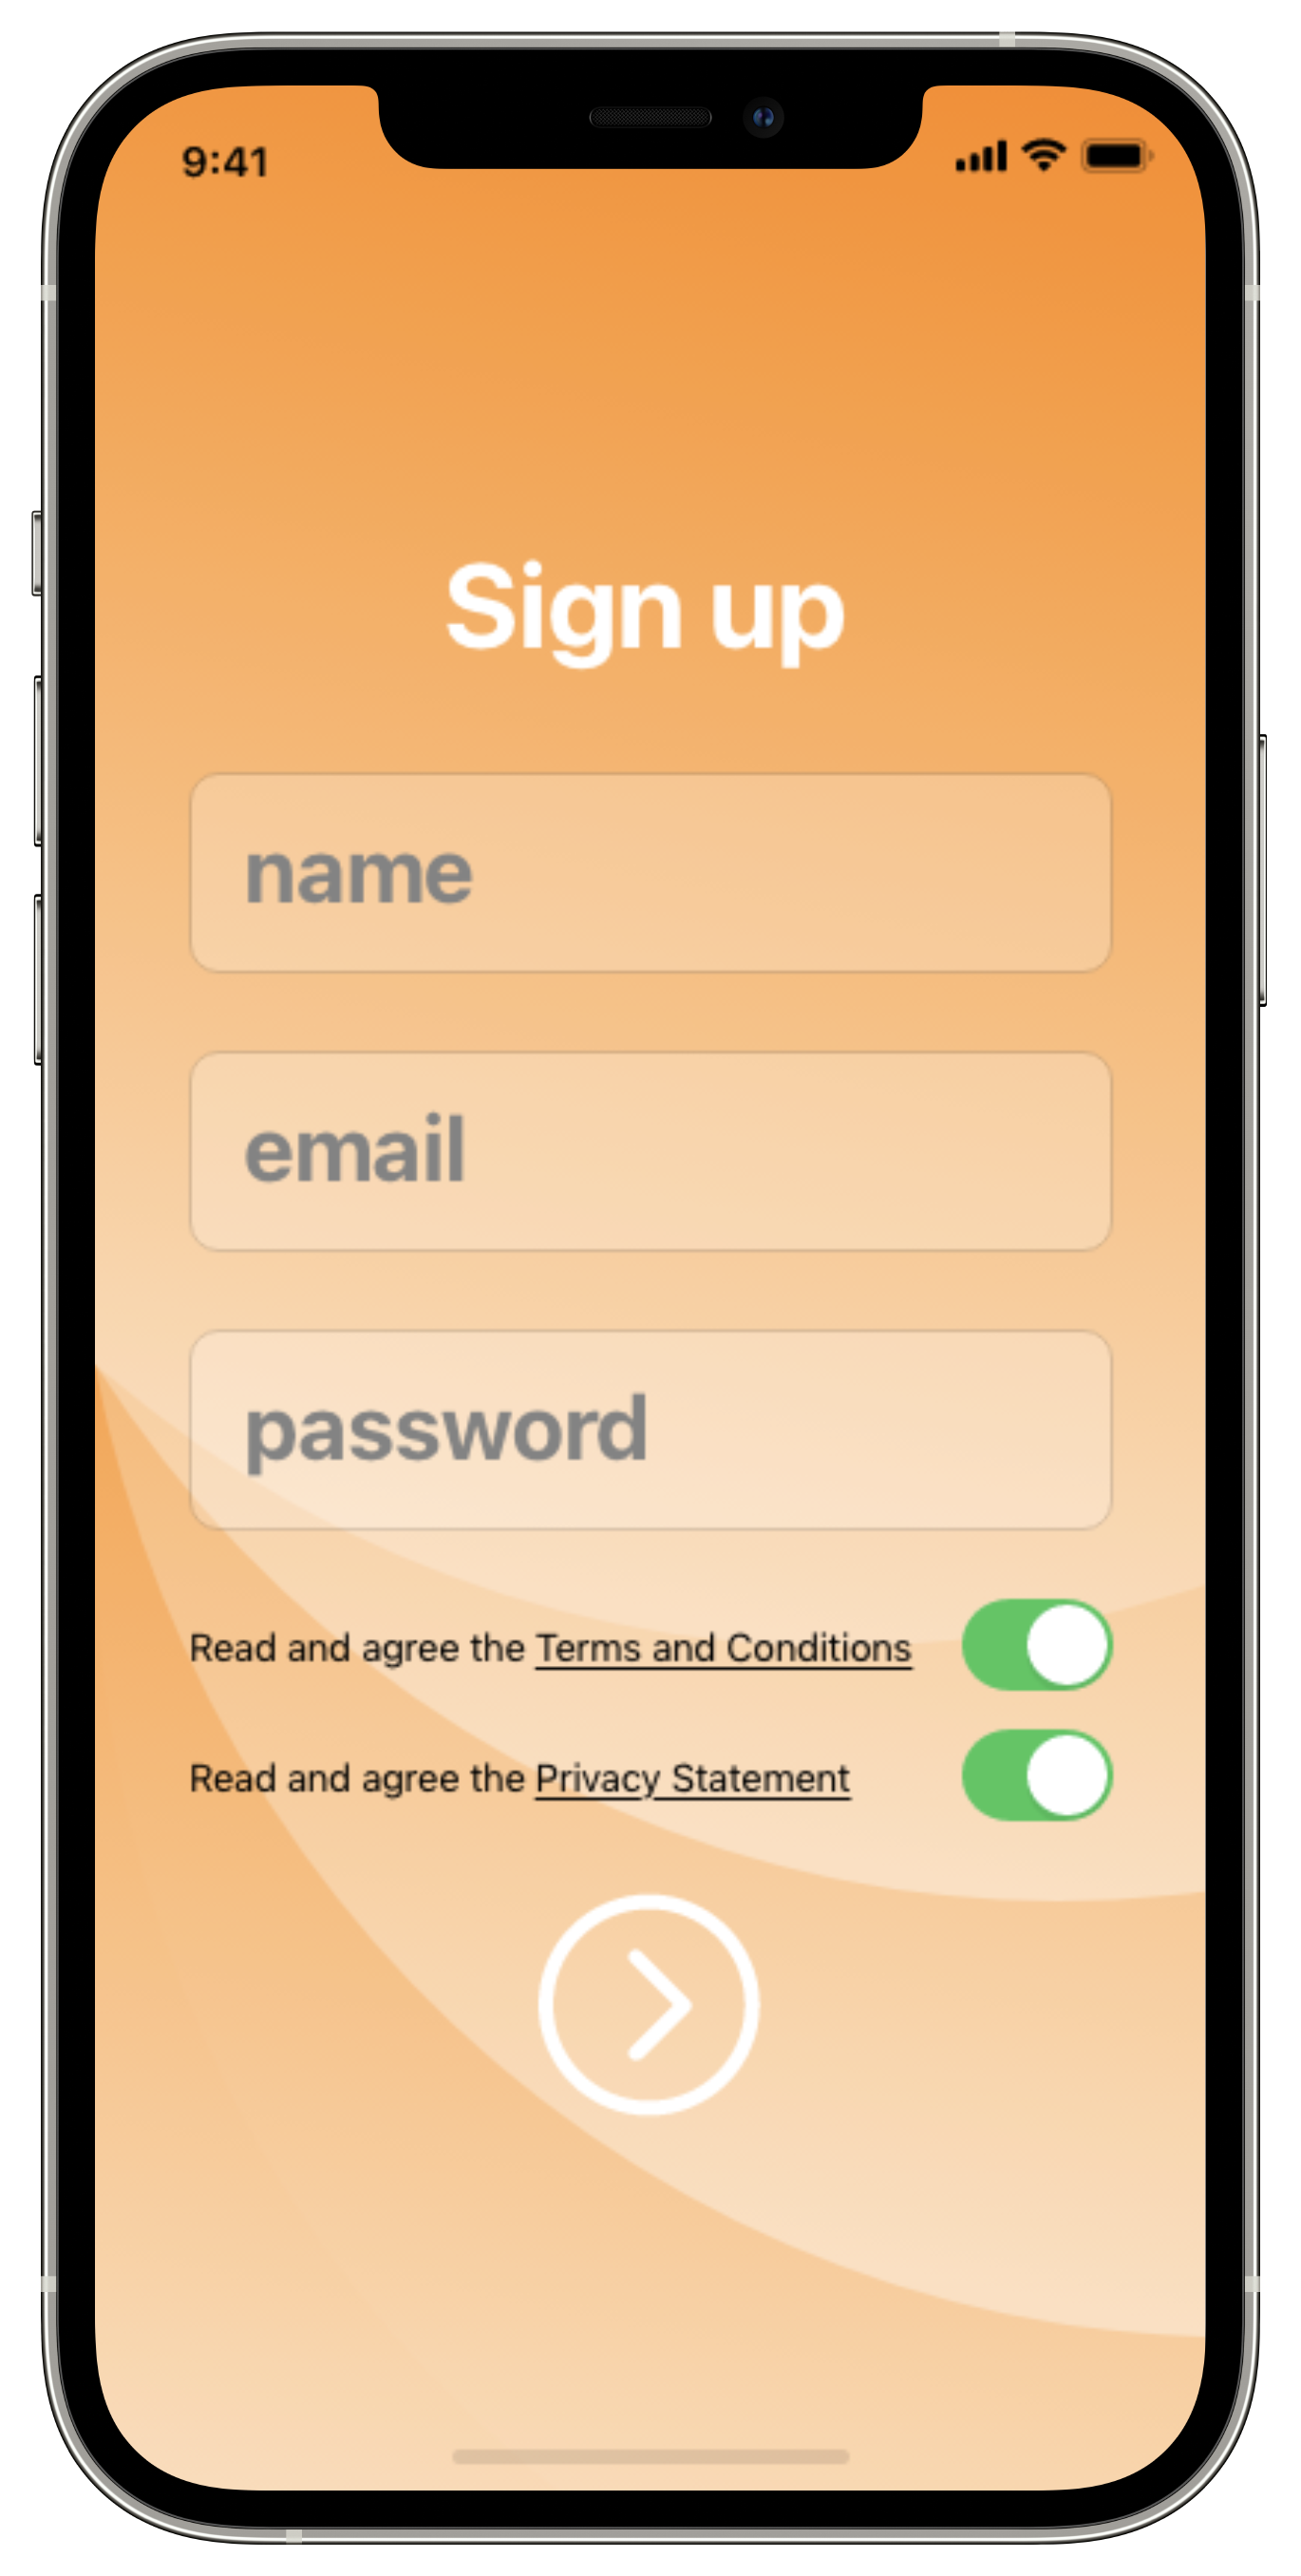 9:41
Sign up
name
email
password
Read and agree the Terms and Conditions
Read and agree the Privacy Statement